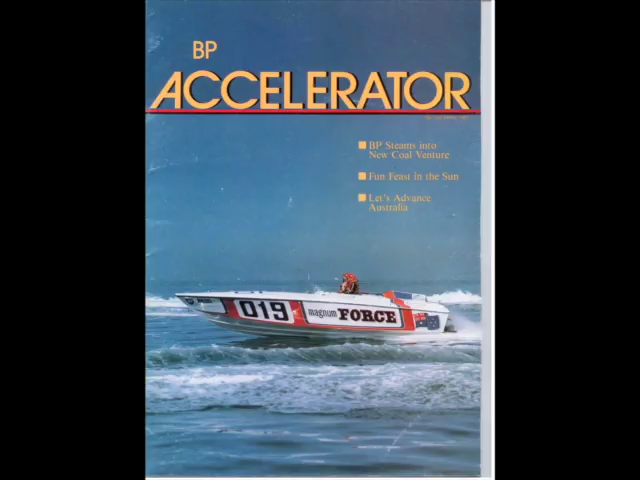 BP
ACCELERATOR
BP Steams into
New Coal Venture
Fun Feast in the Sun
Let's Advance
Australia
019
magnum FORCE